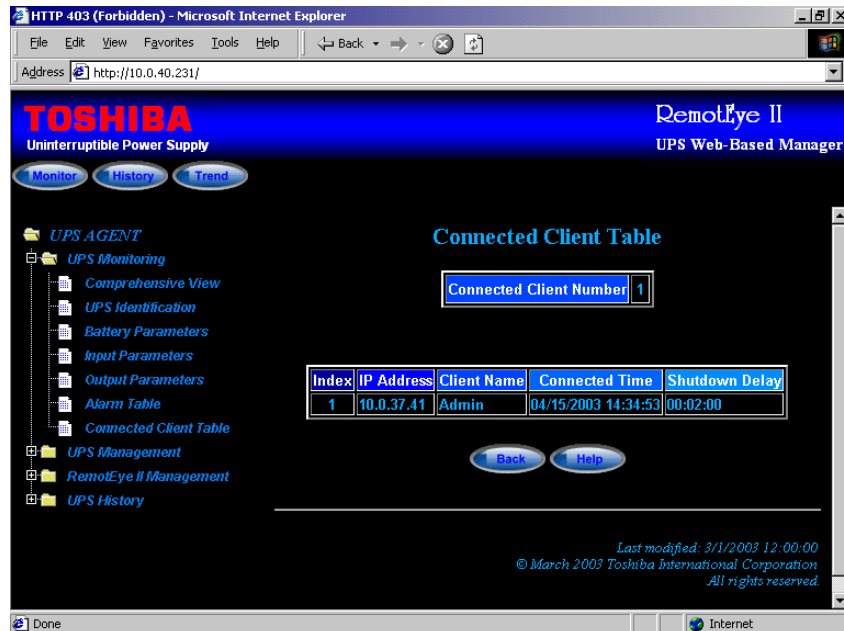 HTTP 403 (Forbidden) - Microsoft Internet Explorer
File Edit View Favorites Tools Help Back
Address http://10.0.40.231/
TOSHIBA
Uninterruptible Power Supply
RemotEye II
UPS Web-Based Manager
Monitor History Trend
UPS AGENT
UPS Monitoring
Comprehensive View
UPS Identification
Battery Parameters
Input Parameters
Output Parameters
Alarm Table
Connected Client Table
UPS Management
RemotEye II Management
UPS History
Connected Client Table
Connected Client Number 1
Index IP Address Client Name Connected Time Shutdown Delay
1 10.0.37.41 Admin 04/15/2003 14:34:53 00:02:00
Back Help
Last modified: 3/1/2003 12:00:00
© March 2003 Toshiba International Corporation
All rights reserved.
Done Internet